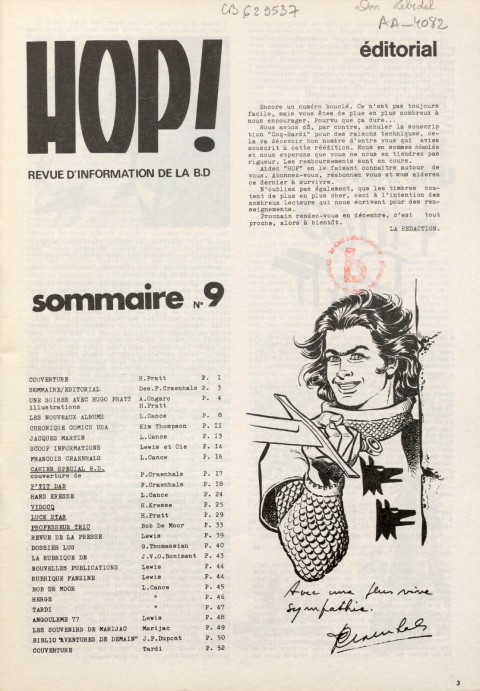 CB 629537
Don
AA-4082
HOP!
REVUE D'INFORMATION DE LA B.D
éditorial
Encore un numéro bouclé. Ce n'est pas toujours
facile, mais vous êtes de plus en plus nombreux à
nous encourager. Pourvu que ça dure...
Nous avons dû, par contre, annuler la souscrip
tion "Coq-Hardi" pour des raisons techniques, ce-
la va décevoir bon nombre d'entre vous qui avies
souscrit à cette réédition. Nous en sommes désolés
et nous espérons que vous ne nous en tiendrez pas
rigueur. Les remboursements sont en cours.
Aidez "HOP" en le faisant connaître autour de
vous. Abonnez-vous, réabonnez vous et vous aiderez
ce dernier à survivre.
N'oubliez pas également, que les timbres cou-
tent de plus en plus cher, ceci à l'intention des
nombreux lecteurs qui nous écrivent pour des ren-
seignements.
Prochain rendez-vous en décembre, c'est tout
proche, alors à bientôt.
LA REDACTION.
sommaire N° 9
COUVERTURE H.Pratt P. 1
SOMMAIRE/EDITORIAL Des.F.Craenhals P. 3
UNE SOIREE AVEC HUGO PRATT A.Ongaro P. 4
illustrations H.Pratt
LES NOUVEAUX ALBUMS L.Cance P. 8
CHRONIQUE COMICS USA Kim Thompson P. 11
JACQUES MARTIN L.Cance P. 13
SCOOP INFORMATIONS Lewis et Cie P. 14
FRANCOIS CRAENHALS L.Cance P. 16
CAHIER SPECIAL B.D.
couverture de F.Craenhals P. 17
P'TIT DAB F.Craenhals P. 18
HANS KRESSE L.Cance P. 24
VIDOCQ H.Kresse P. 25
LUCK STAR H.Pratt P. 29
PROFESSEUR TRIC Bob De Moor P. 33
REVUE DE LA PRESSE Lewis P. 39
DOSSIER LUG G.Thomassian P. 40
LA RUBRIQUE DE J.V.O.Boniment P. 43
NOUVELLES PUBLICATIONS Lewis P. 44
RUBRIQUE FANZINE Lewis P. 44
BOB DE MOOR L.Cance P. 45
HERGE " P. 46
TARDI " P. 47
ANGOULEME 77 Lewis P. 48
LES SOUVENIRS DE MARIJAC Marijac P. 49
BIBLIO "AVENTURES DE DEMAIN" J.P.Dupont P. 50
COUVERTURE Tardi P. 52
Avec une plus vive
sympathie.
Craenhals
3